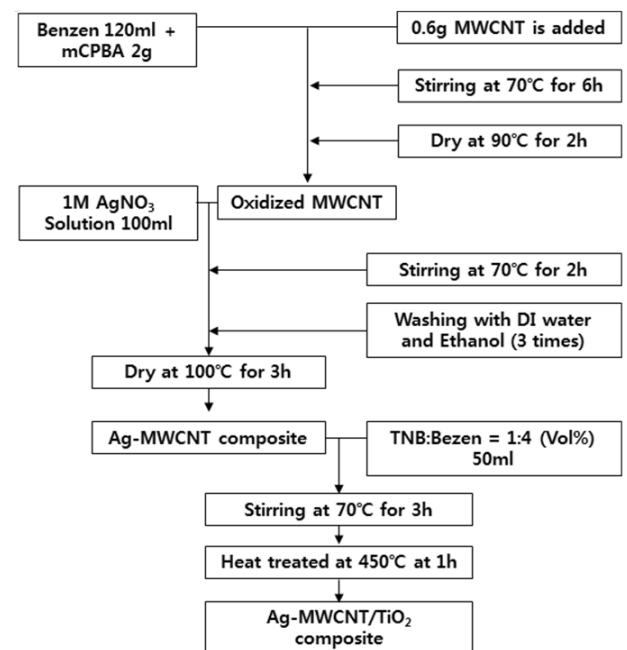 Benzen 120ml +
mCPBA 2g
0.6g MWCNT is added
Stirring at 70℃ for 6h
Dry at 90℃ for 2h
1M AgNO₃
Solution 100ml
Oxidized MWCNT
Stirring at 70℃ for 2h
Washing with DI water
and Ethanol (3 times)
Dry at 100℃ for 3h
Ag-MWCNT composite
TNB:Bezen = 1:4 (Vol%)
50ml
Stirring at 70℃ for 3h
Heat treated at 450℃ at 1h
Ag-MWCNT/TiO₂
composite